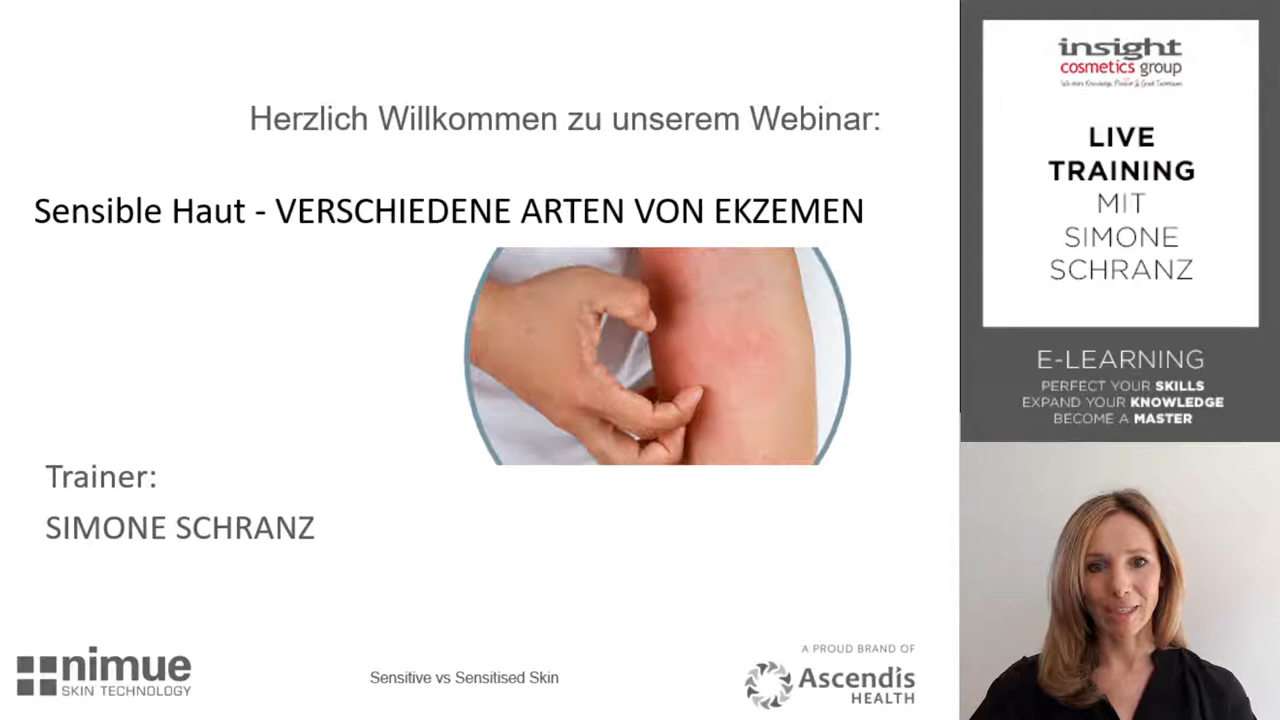 Herzlich Willkommen zu unserem Webinar:
Sensible Haut - VERSCHIEDENE ARTEN VON EKZEMEN
Trainer:
SIMONE SCHRANZ
nimue
SKIN TECHNOLOGY
Sensitive vs Sensitised Skin
A PROUD BRAND OF
Ascendis
HEALTH
insight
cosmetics group
LIVE
TRAINING
MIT
SIMONE
SCHRANZ
E-LEARNING
PERFECT YOUR SKILLS
EXPAND YOUR KNOWLEDGE
BECOME A MASTER